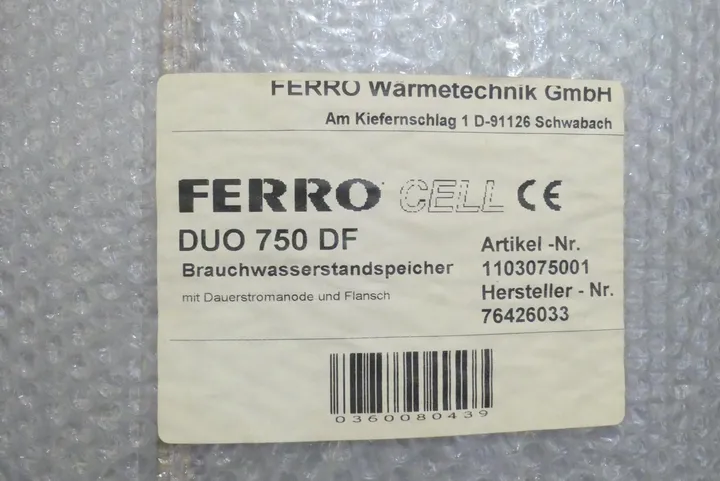 FERRO Wärmetechnik GmbH
Am Kiefernschlag 1 D-91126 Schwabach
FERRO CELL CE
DUO 750 DF
Brauchwasserstandspeicher
mit Dauerstromanode und Flansch
Artikel -Nr.
1103075001
Hersteller - Nr.
76426033
0360080439